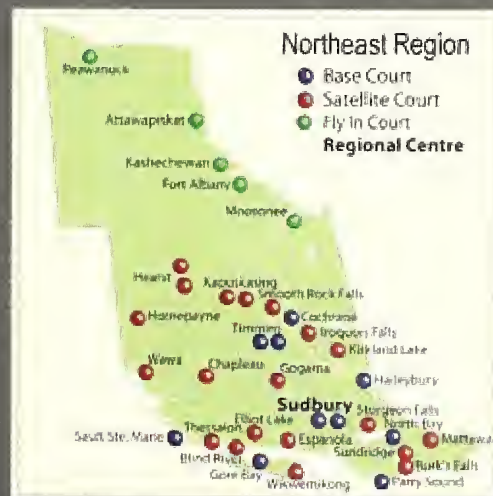 Northeast Region
Base Court
Satellite Court
Fly In Court
Regional Centre
Peawanuck
Attawapiskat
Kashechewan
Fort Albany
Moosonee
Hearst
Kapuskasing
Smooth Rock Falls
Hornepayne
Cochrane
Timmins
Iroquois Falls
Kirkland Lake
Wawa
Chapleau
Gogama
Haileybury
Sudbury
Elliot Lake
Sturgeon Falls
Thessalon
North Bay
Sault Ste. Marie
Espanola
Mattawa
Sundridge
Blind River
Burk's Falls
Gore Bay
Wikwemikong
Parry Sound